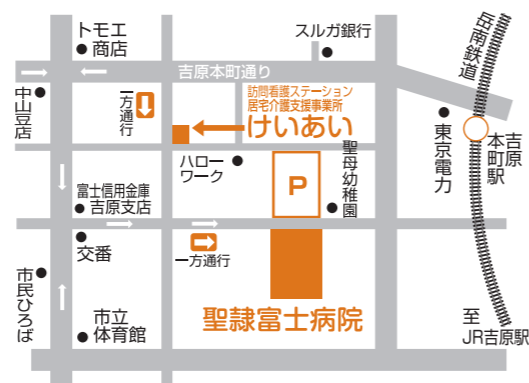 トモエ
商店
スルガ銀行
岳南鉄道
吉原本町通り
中山豆店
一方通行
訪問看護ステーション
居宅介護支援事業所
けいあい
東京電力
吉原
本町駅
ハロー
ワーク
P
聖母幼稚園
富士信用金庫
吉原支店
交番
一方通行
市民ひろば
市立
体育館
聖隷富士病院
至
JR吉原駅